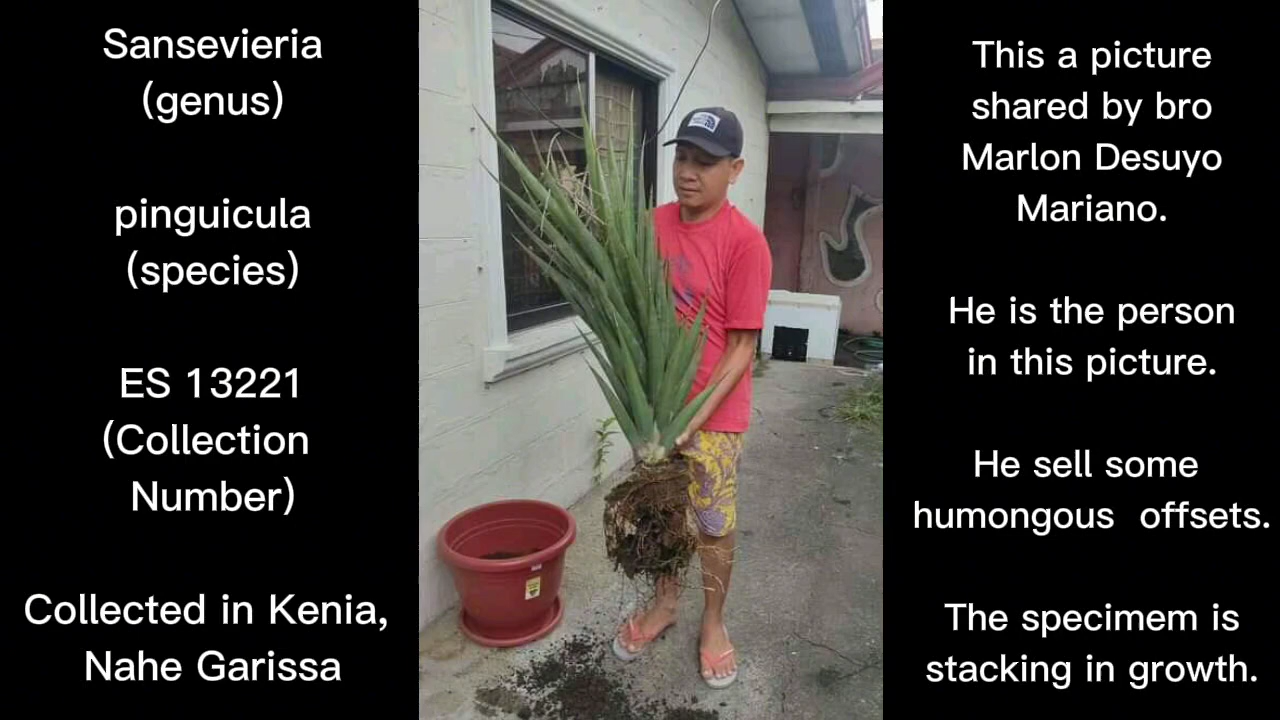 Sansevieria
(genus)
pinguicula
(species)
ES 13221
(Collection
Number)
Collected in Kenia,
Nahe Garissa
This a picture
shared by bro
Marlon Desuyo
Mariano.
He is the person
in this picture.
He sell some
humongous offsets.
The specimem is
stacking in growth.